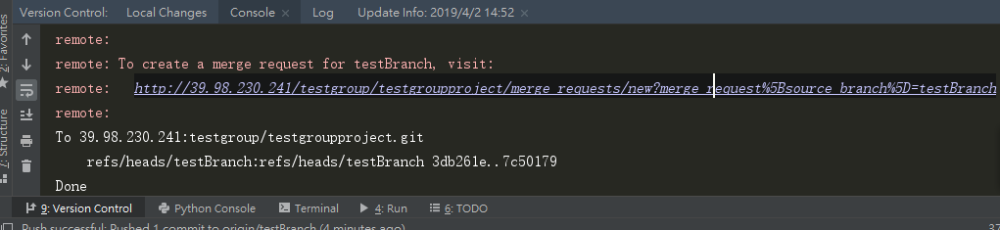 Version Control: Local Changes Console × Log Update Info: 2019/4/2 14:52 ×
2: Favorites
7: Structure
remote:
remote: To create a merge request for testBranch, visit:
remote: http://39.98.230.241/testgroup/testgroupproject/merge_requests/new?merge_request%5Bsource_branch%5D=testBranch
remote:
To 39.98.230.241:testgroup/testgroupproject.git
refs/heads/testBranch:refs/heads/testBranch 3db261e..7c50179
Done
9: Version Control Python Console Terminal 4: Run 6: TODO
Push successful: Pushed 1 commit to origin/testBranch (4 minutes ago)